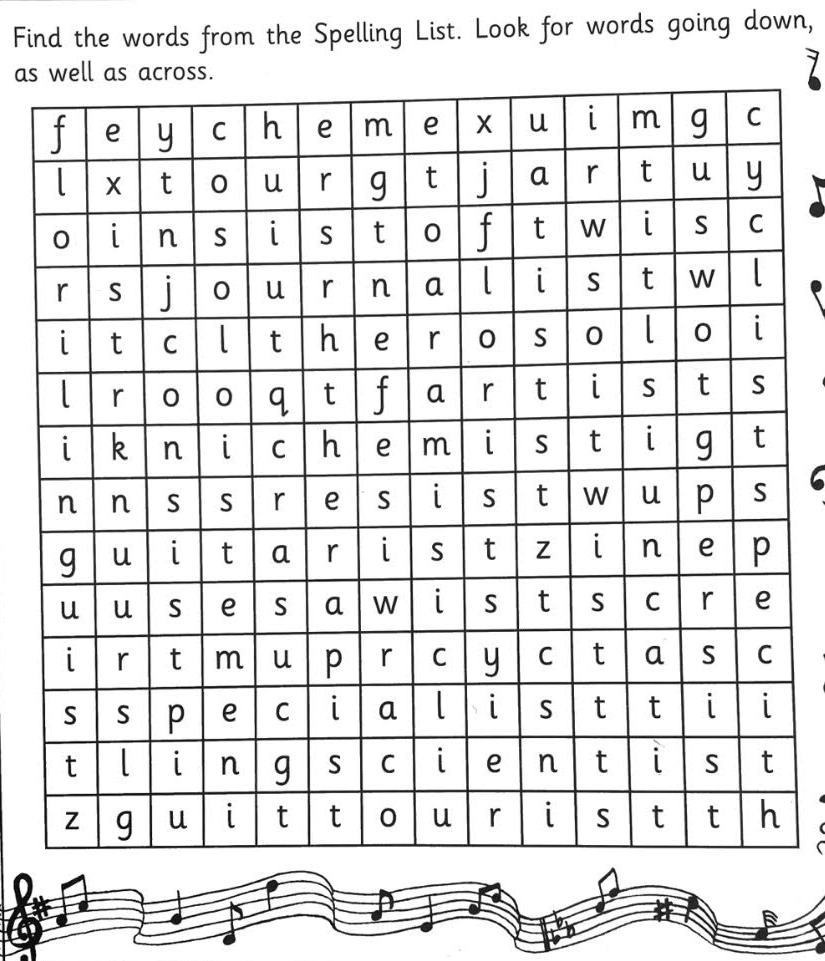 Find the words from the Spelling List. Look for words going down,
as well as across.
f e y c h e m e x u i m g c
l x t o u r g t j a r t u y
o i n s i s t o f t w i s c
r s j o u r n a l i s t w l
i t c l t h e r o s o l o i
l r o o q t f a r t i s t s
i k n i c h e m i s t i g t
n n s s r e s i s t w u p s
g u i t a r i s t z i n e p
u u s e s a w i s t s c r e
i r t m u p r c y c t a s c
s s p e c i a l i s t t i i
t l i n g s c i e n t i s t
z g u i t t o u r i s t t h